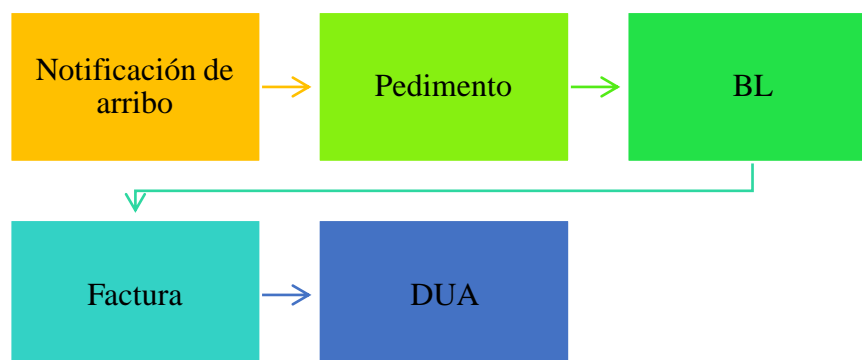 Notificación de
arribo
Pedimento
BL
Factura
DUA